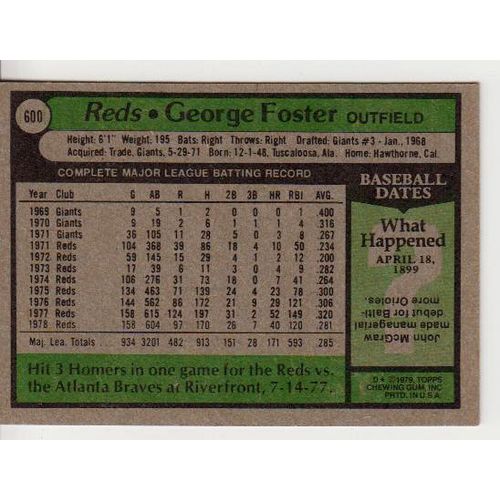 600 Reds • George Foster OUTFIELD
Height: 6'1" Weight: 195 Bats: Right Throws: Right Drafted: Giants #3 - Jan., 1968
Acquired: Trade, Giants, 5-29-71 Born: 12-1-48, Tuscaloosa, Ala. Home: Hawthorne, Cal.
COMPLETE MAJOR LEAGUE BATTING RECORD
Year Club G AB R H 2B 3B HR RBI AVG.
1969 Giants 9 5 1 2 0 0 0 1 .400
1970 Giants 9 19 2 6 1 1 1 4 .316
1971 Giants 36 105 11 28 5 0 3 8 .267
1971 Reds 104 368 39 86 18 4 10 50 .234
1972 Reds 59 145 15 29 4 1 2 12 .200
1973 Reds 17 39 6 11 3 0 4 9 .282
1974 Reds 106 276 31 73 18 0 7 41 .264
1975 Reds 134 463 71 139 24 4 23 78 .300
1976 Reds 144 562 86 172 21 9 29 121 .306
1977 Reds 158 615 124 197 31 2 52 149 .320
1978 Reds 158 604 97 170 26 7 40 120 .281
Maj. Lea. Totals 934 3201 482 913 151 28 171 593 .285
Hit 3 Homers in one game for the Reds vs.
the Atlanta Braves at Riverfront, 7-14-77.
BASEBALL
DATES
What
Happened
APRIL 18,
1899
?
John McGraw
made managerial
debut for Balti-
more Orioles.
D* © 1979, TOPPS
CHEWING GUM, INC
PRTD. IN U.S.A.